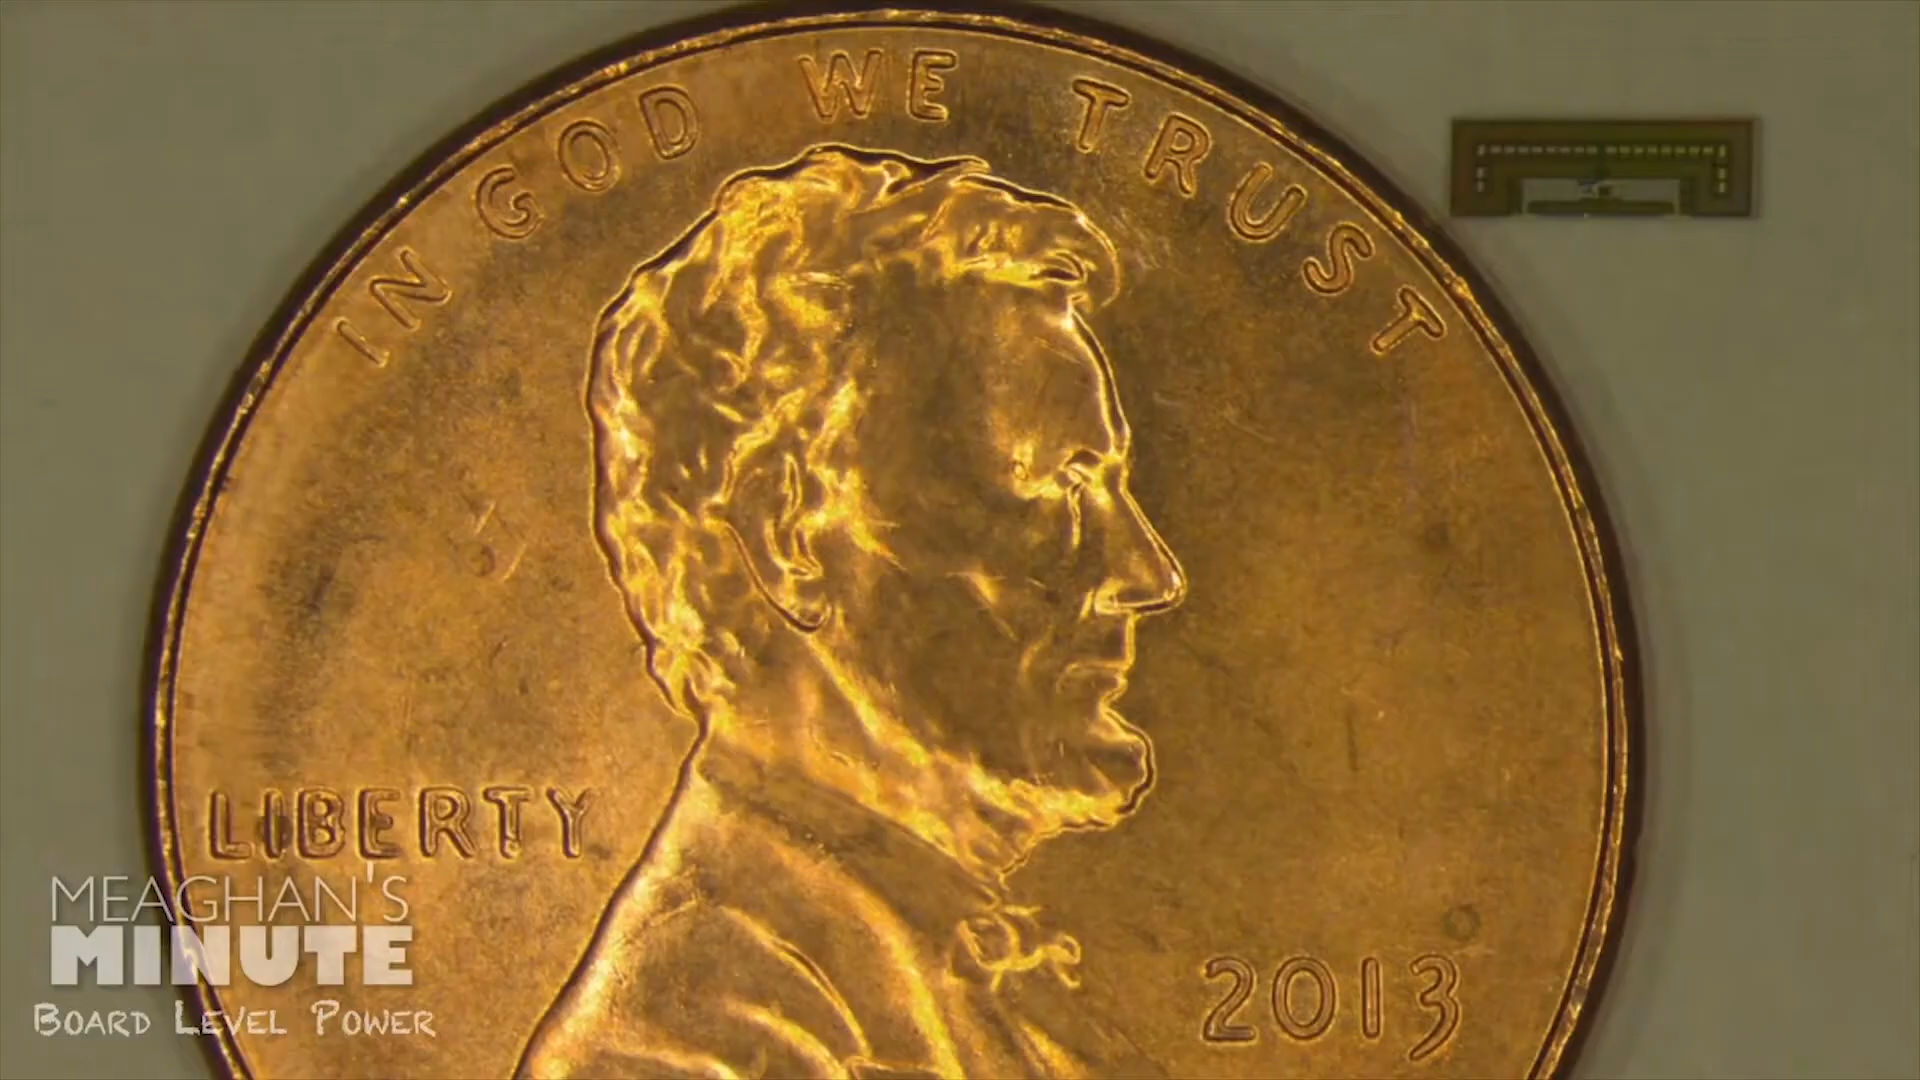 IN GOD WE TRUST
LIBERTY
2013
MEAGHAN'S
MINUTE
BOARD LEVEL POWER